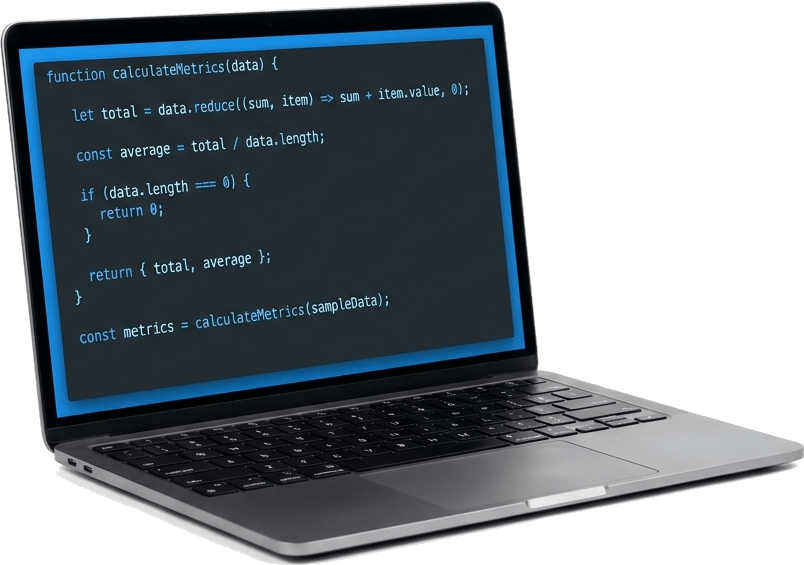 function calculateMetrics(data) {
let total = data.reduce((sum, item) => sum + item.value, 0);
const average = total / data.length;
if (data.length === 0) {
return 0;
}
return { total, average };
}
const metrics = calculateMetrics(sampleData);